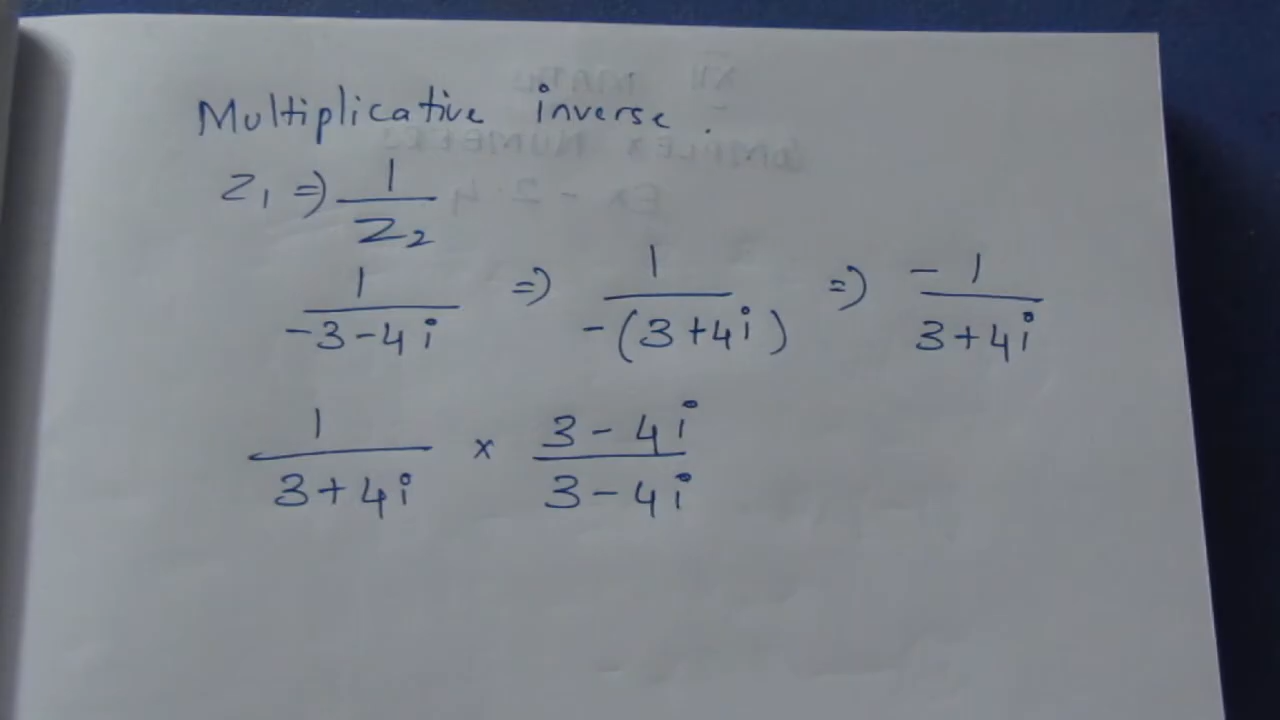 Multiplicative inverse.
Z₁ ⇒ 1/Z₂
1/(-3-4i) ⇒ 1/(-(3+4i)) ⇒ -1/(3+4i)
1/(3+4i) × (3-4i)/(3-4i)